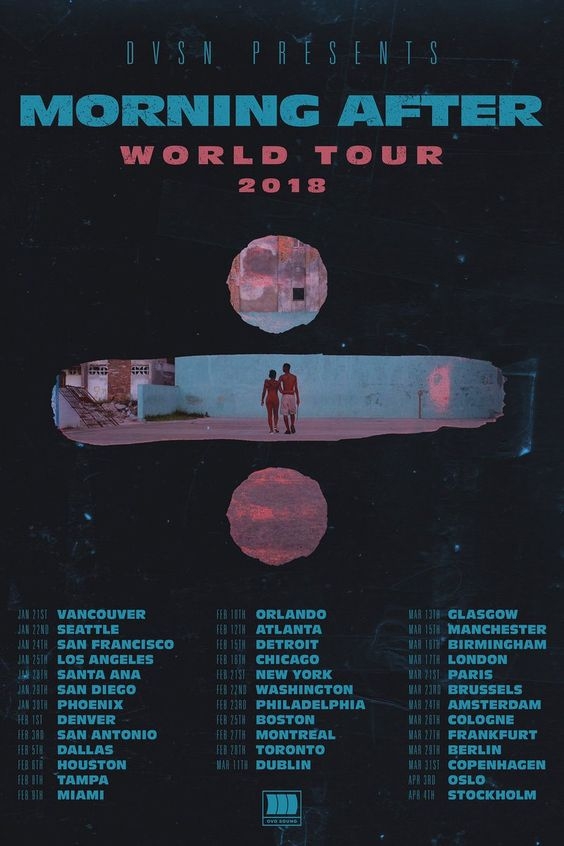 DVSN PRESENTS
MORNING AFTER
WORLD TOUR
2018
JAN 21ST VANCOUVER
JAN 22ND SEATTLE
JAN 24TH SAN FRANCISCO
JAN 25TH LOS ANGELES
SANTA ANA
JAN 29TH SAN DIEGO
JAN 30TH PHOENIX
FEB 1ST DENVER
FEB 3RD SAN ANTONIO
FEB 5TH DALLAS
FEB 6TH HOUSTON
FEB 8TH TAMPA
FEB 9TH MIAMI
FEB 10TH ORLANDO
FEB 12TH ATLANTA
FEB 15TH DETROIT
FEB 16TH CHICAGO
FEB 21ST NEW YORK
FEB 22ND WASHINGTON
FEB 23RD PHILADELPHIA
FEB 25TH BOSTON
FEB 27TH MONTREAL
FEB 28TH TORONTO
MAR 11TH DUBLIN
MAR 13TH GLASGOW
MAR 15TH MANCHESTER
MAR 16TH BIRMINGHAM
MAR 17TH LONDON
MAR 21ST PARIS
MAR 23RD BRUSSELS
MAR 24TH AMSTERDAM
MAR 26TH COLOGNE
MAR 27TH FRANKFURT
MAR 29TH BERLIN
MAR 31ST COPENHAGEN
APR 3RD OSLO
APR 4TH STOCKHOLM
OVO SOUND